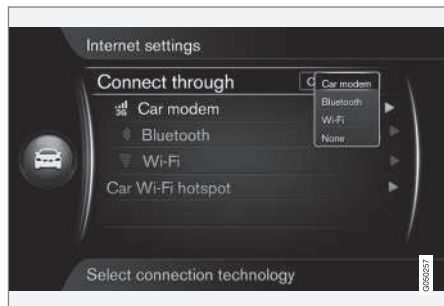 Internet settings
Connect through
Car modem
Bluetooth
Wi-Fi
None
3G Car modem
Bluetooth
Wi-Fi
Car Wi-Fi hotspot
Select connection technology
G050257